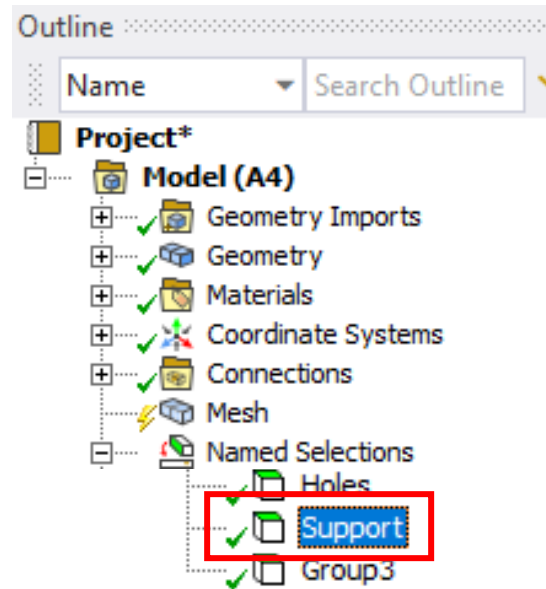 Outline
Name Search Outline
Project*
Model (A4)
Geometry Imports
Geometry
Materials
Coordinate Systems
Connections
Mesh
Named Selections
Holes
Support
Group3